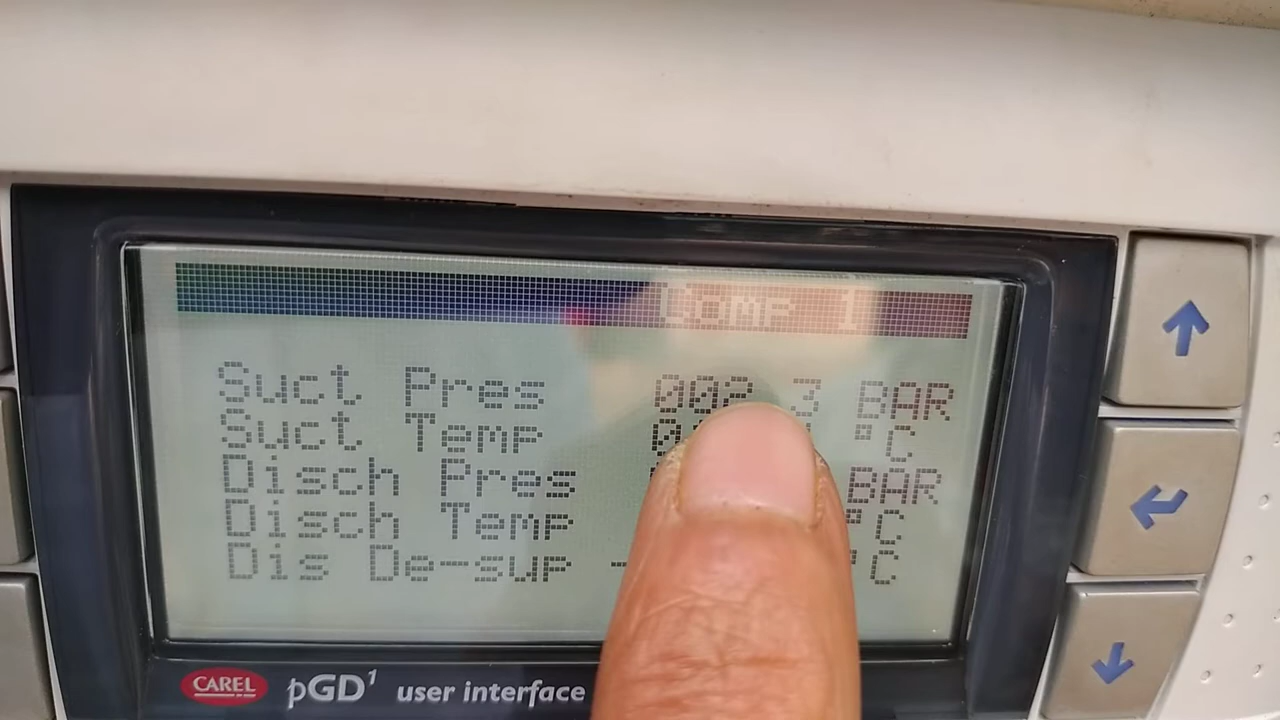 Comp 1
Suct Pres 002.3 BAR
Suct Temp °C
Disch Pres BAR
Disch Temp °C
Dis De-sup - °C
CAREL pGD1 user interface